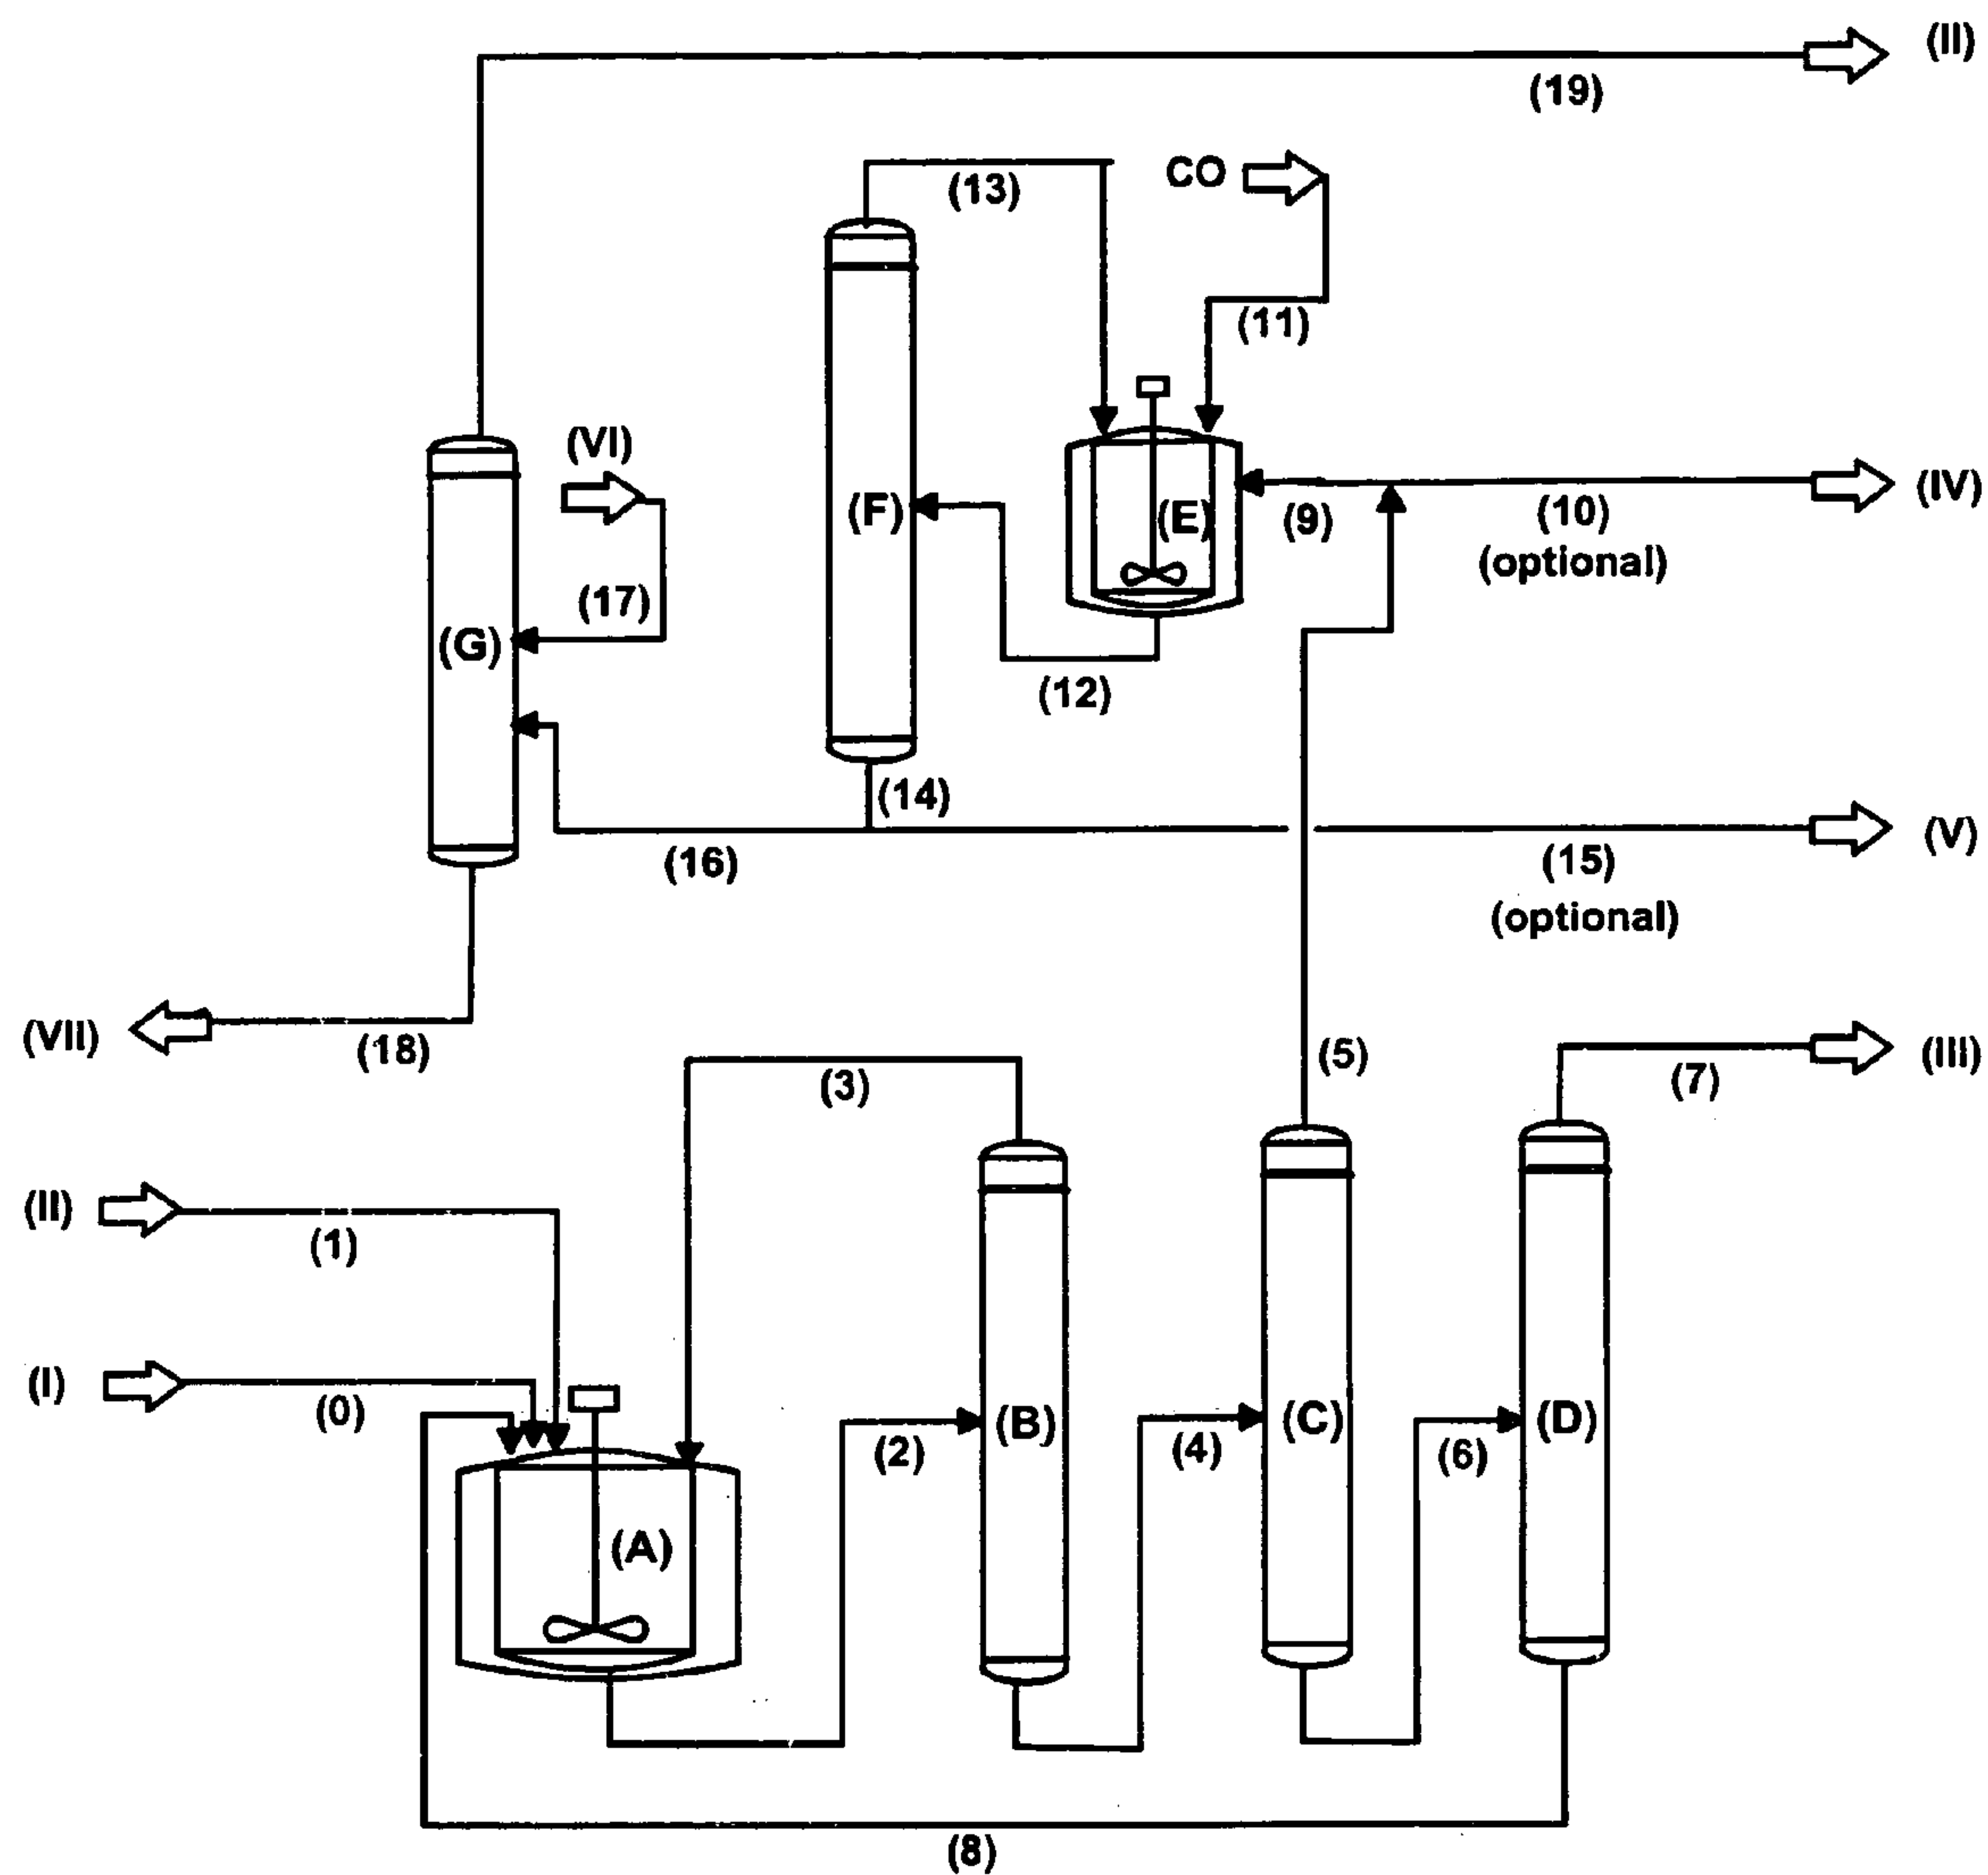 (II)
(19)
CO
(13)
(11)
(VI)
(IV)
(F)
(E)
(9)
(10)
(optional)
(17)
(G)
(12)
(14)
(16)
(V)
(15)
(optional)
(VII)
(18)
(5)
(III)
(7)
(3)
(II)
(1)
(I)
(0)
(B)
(C)
(D)
(2)
(4)
(6)
(A)
(8)